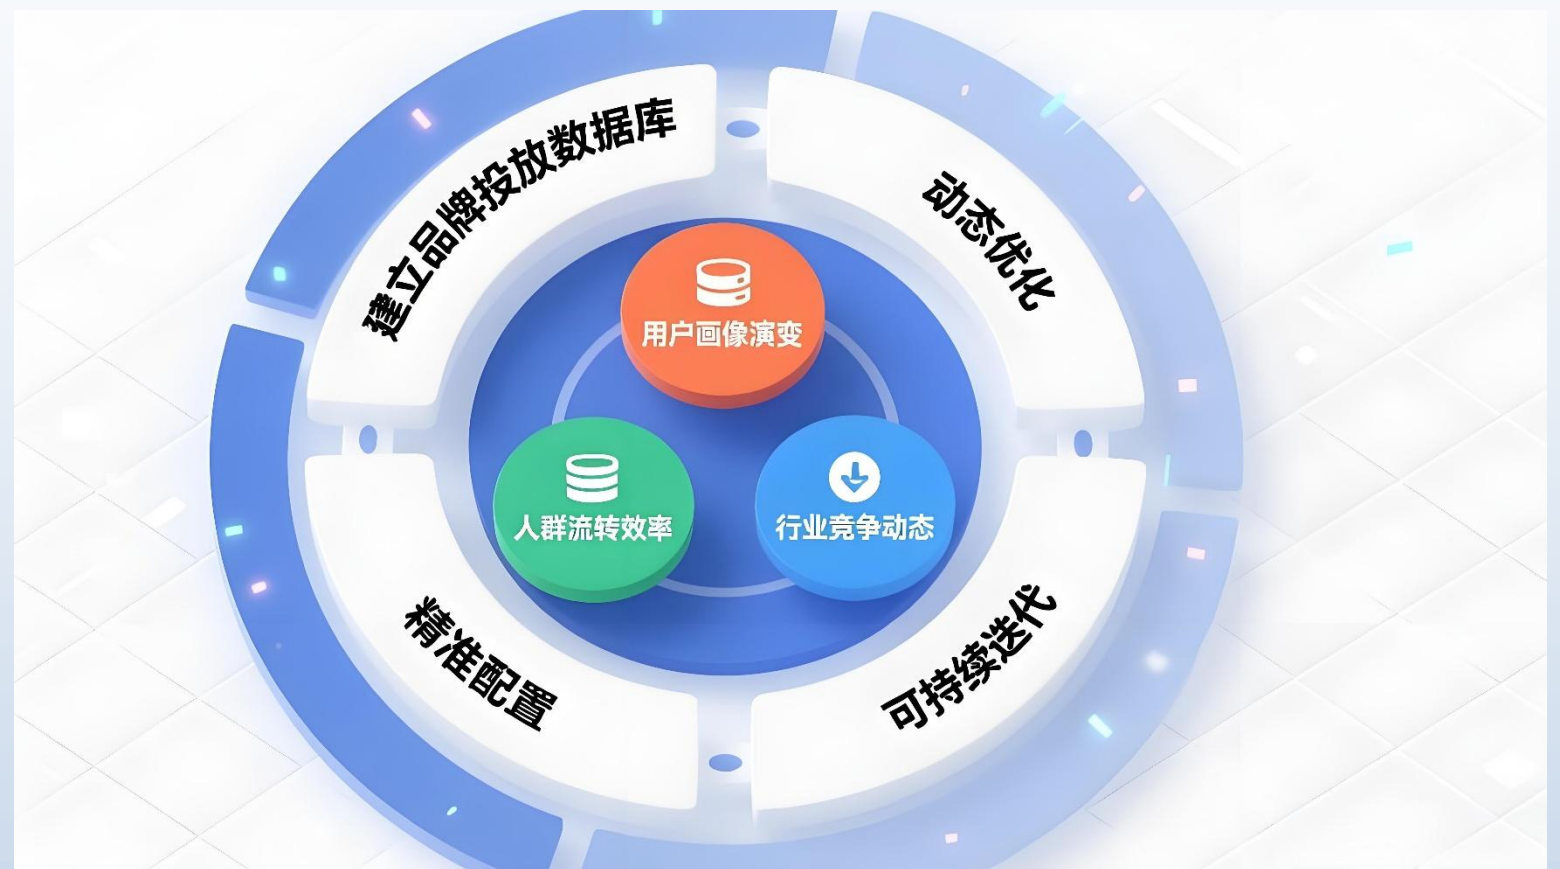 建立品牌投放数据库
动态优化
用户画像演变
人群流转效率
行业竞争动态
精准配置
可持续迭代